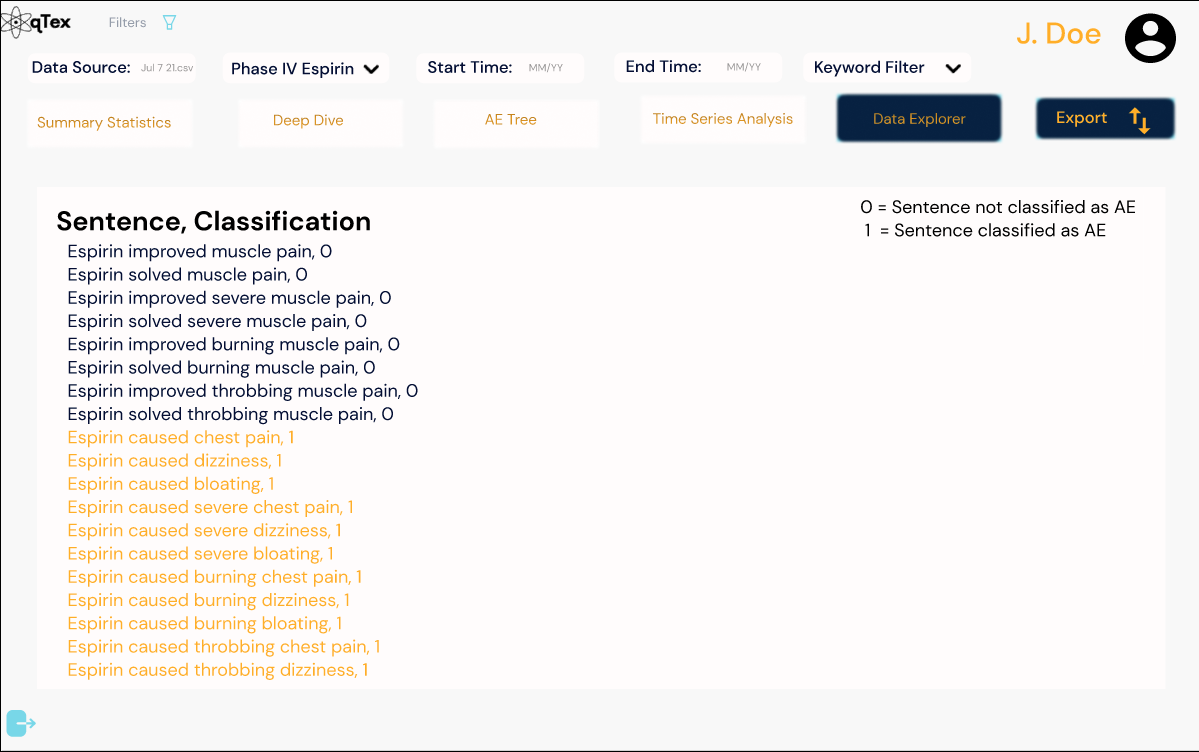 qTex Filters
J. Doe
Data Source: Jul 7 21.csv Phase IV Espirin Start Time: MM/YY End Time: MM/YY Keyword Filter
Summary Statistics Deep Dive AE Tree Time Series Analysis Data Explorer Export
Sentence, Classification
0 = Sentence not classified as AE
1 = Sentence classified as AE
Espirin improved muscle pain, 0
Espirin solved muscle pain, 0
Espirin improved severe muscle pain, 0
Espirin solved severe muscle pain, 0
Espirin improved burning muscle pain, 0
Espirin solved burning muscle pain, 0
Espirin improved throbbing muscle pain, 0
Espirin solved throbbing muscle pain, 0
Espirin caused chest pain, 1
Espirin caused dizziness, 1
Espirin caused bloating, 1
Espirin caused severe chest pain, 1
Espirin caused severe dizziness, 1
Espirin caused severe bloating, 1
Espirin caused burning chest pain, 1
Espirin caused burning dizziness, 1
Espirin caused burning bloating, 1
Espirin caused throbbing chest pain, 1
Espirin caused throbbing dizziness, 1